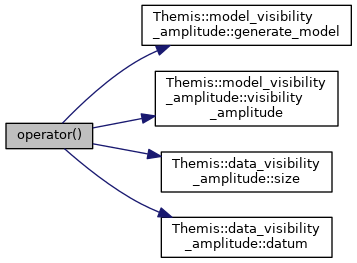 Themis::model_visibility
_amplitude::generate_model
Themis::model_visibility
_amplitude::visibility
_amplitude
operator()
Themis::data_visibility
_amplitude::size
Themis::data_visibility
_amplitude::datum